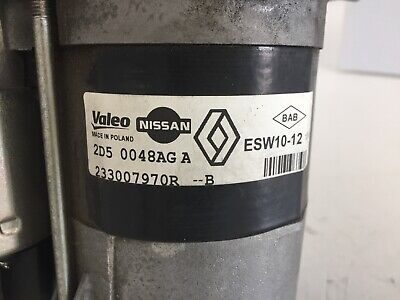 Valeo NISSAN BAB
MADE IN POLAND
ESW10-12
2D5 0048AG A
233007970R --B